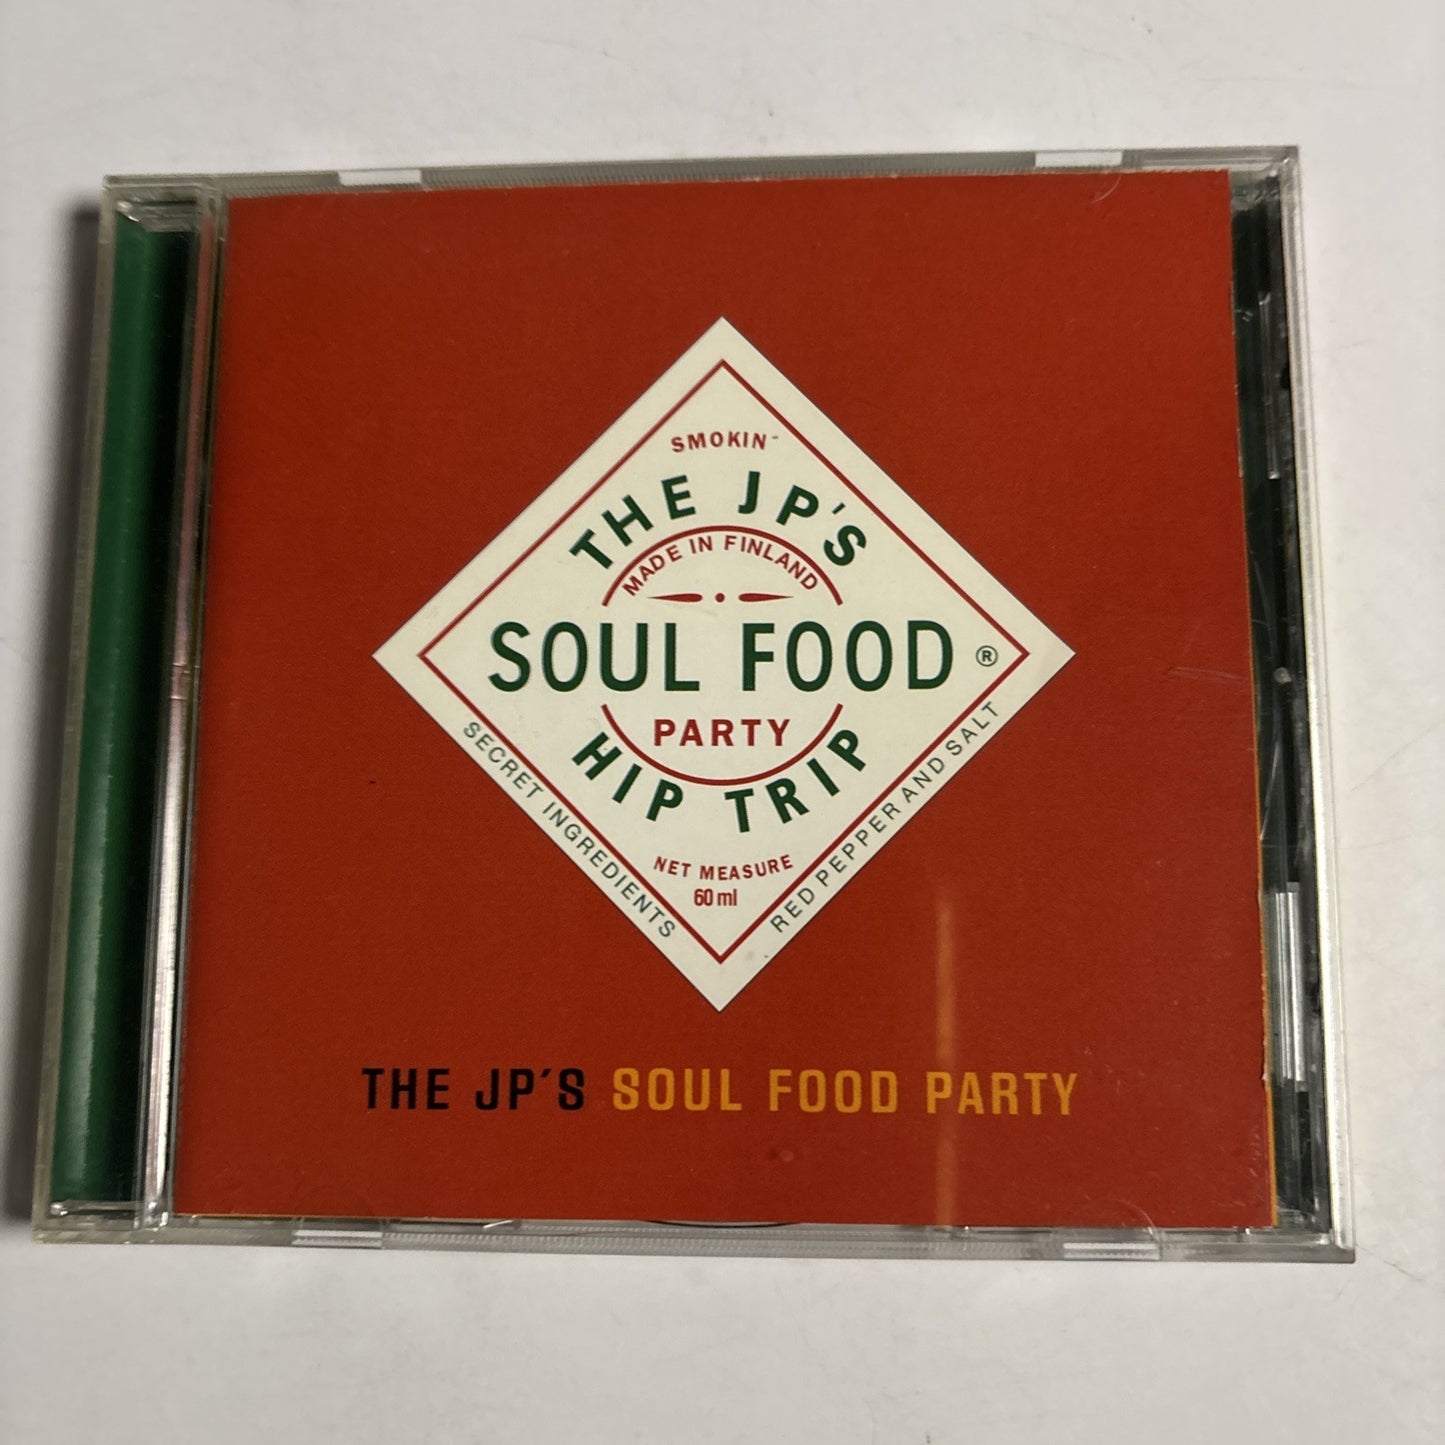 SMOKIN'
THE JP'S
MADE IN FINLAND
SOUL FOOD ®
PARTY
HIP TRIP
NET MEASURE
60 ml
SECRET INGREDIENTS
RED PEPPER AND SALT
THE JP'S SOUL FOOD PARTY